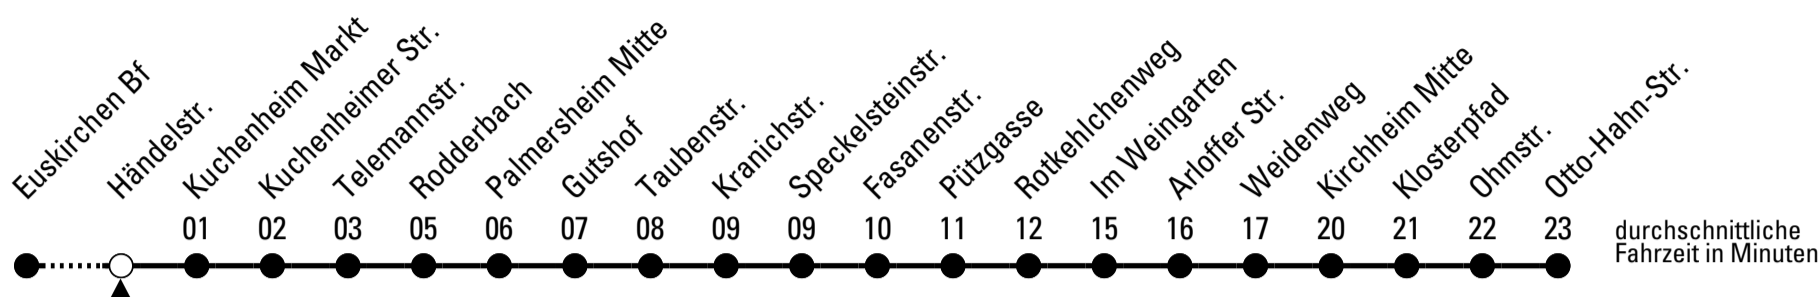 Euskirchen Bf
Händelstr.
Kuchenheim Markt
Kuchenheimer Str.
Telemannstr.
Rodderbach
Palmersheim Mitte
Gutshof
Taubenstr.
Kranichstr.
Speckelsteinstr.
Fasanenstr.
Pützgasse
Rotkehlchenweg
Im Weingarten
Arloffer Str.
Weidenweg
Kirchheim Mitte
Klosterpfad
Ohmstr.
Otto-Hahn-Str.
01 02 03 05 06 07 08 09 09 10 11 12 15 16 17 20 21 22 23
durchschnittliche
Fahrzeit in Minuten